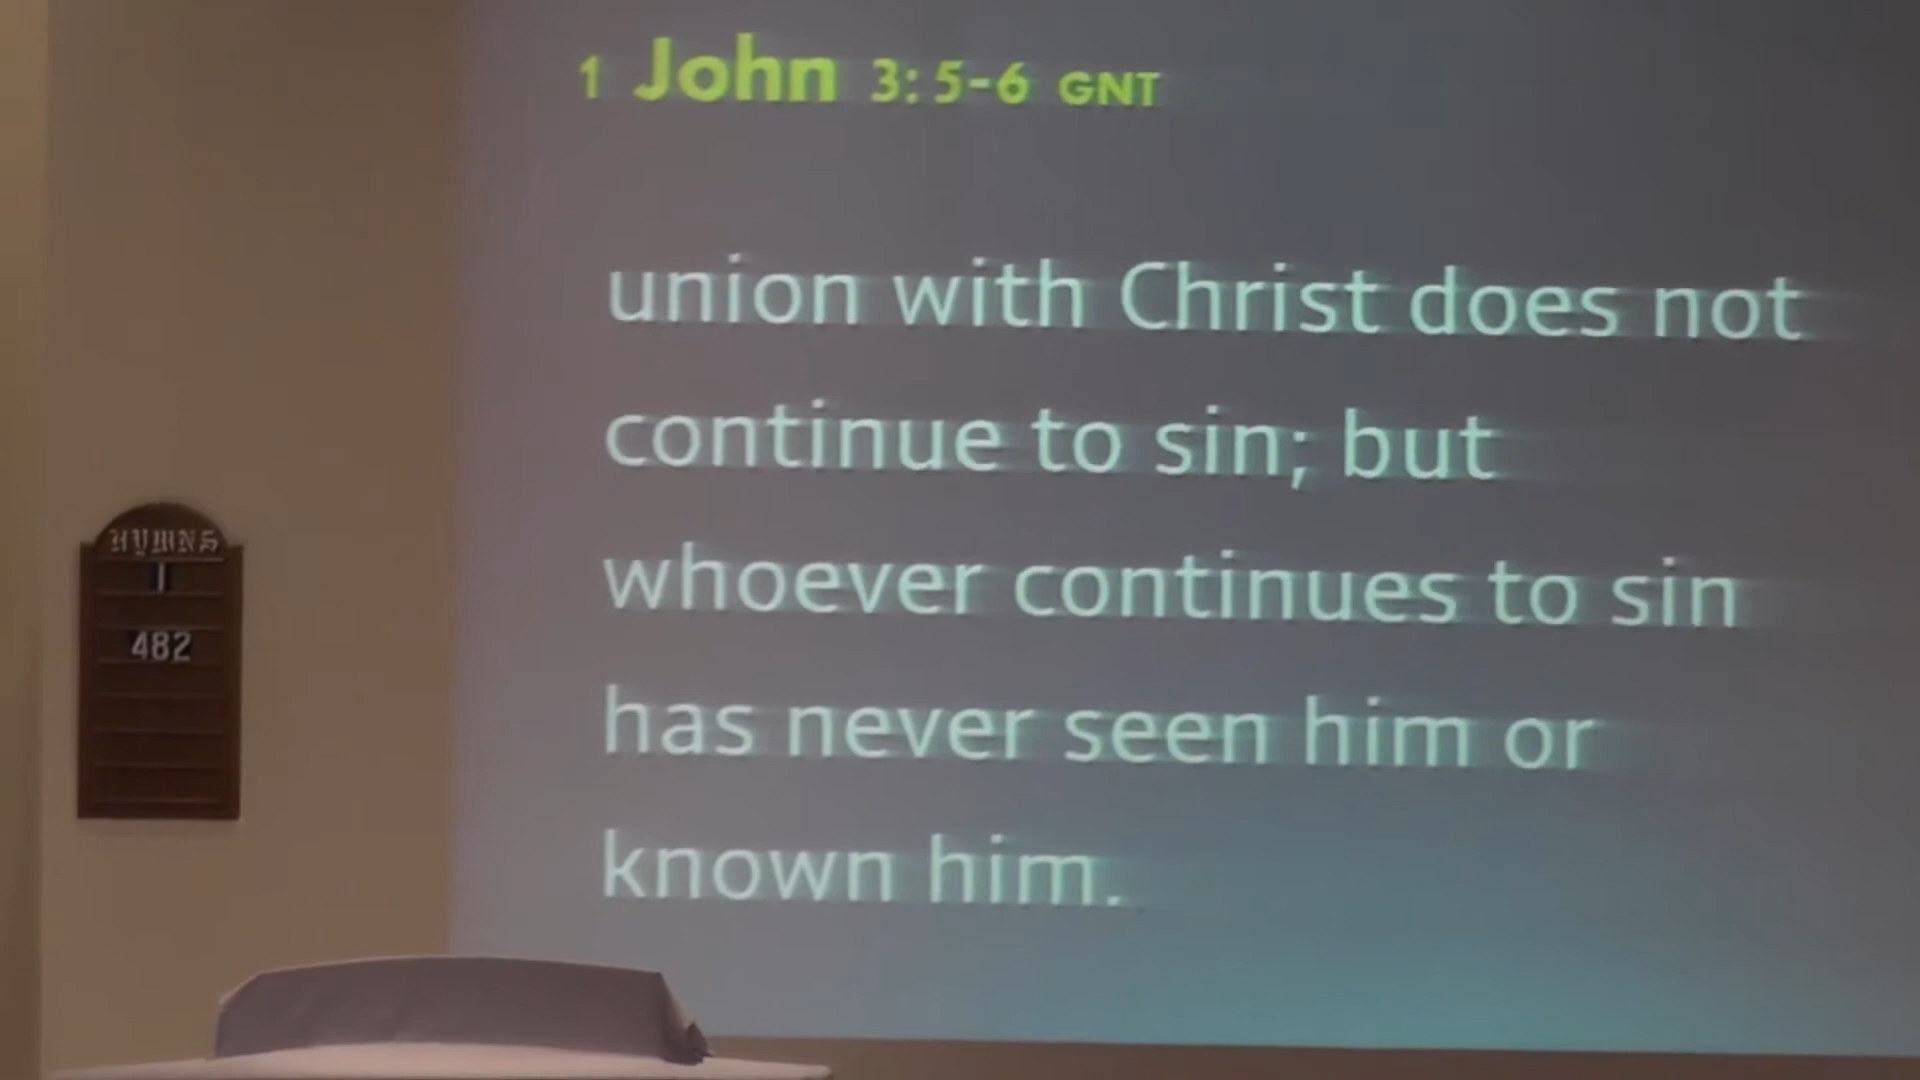 1 John 3:5-6 GNT
union with Christ does not
continue to sin; but
whoever continues to sin
has never seen him or
known him.
HYMNS
1
482